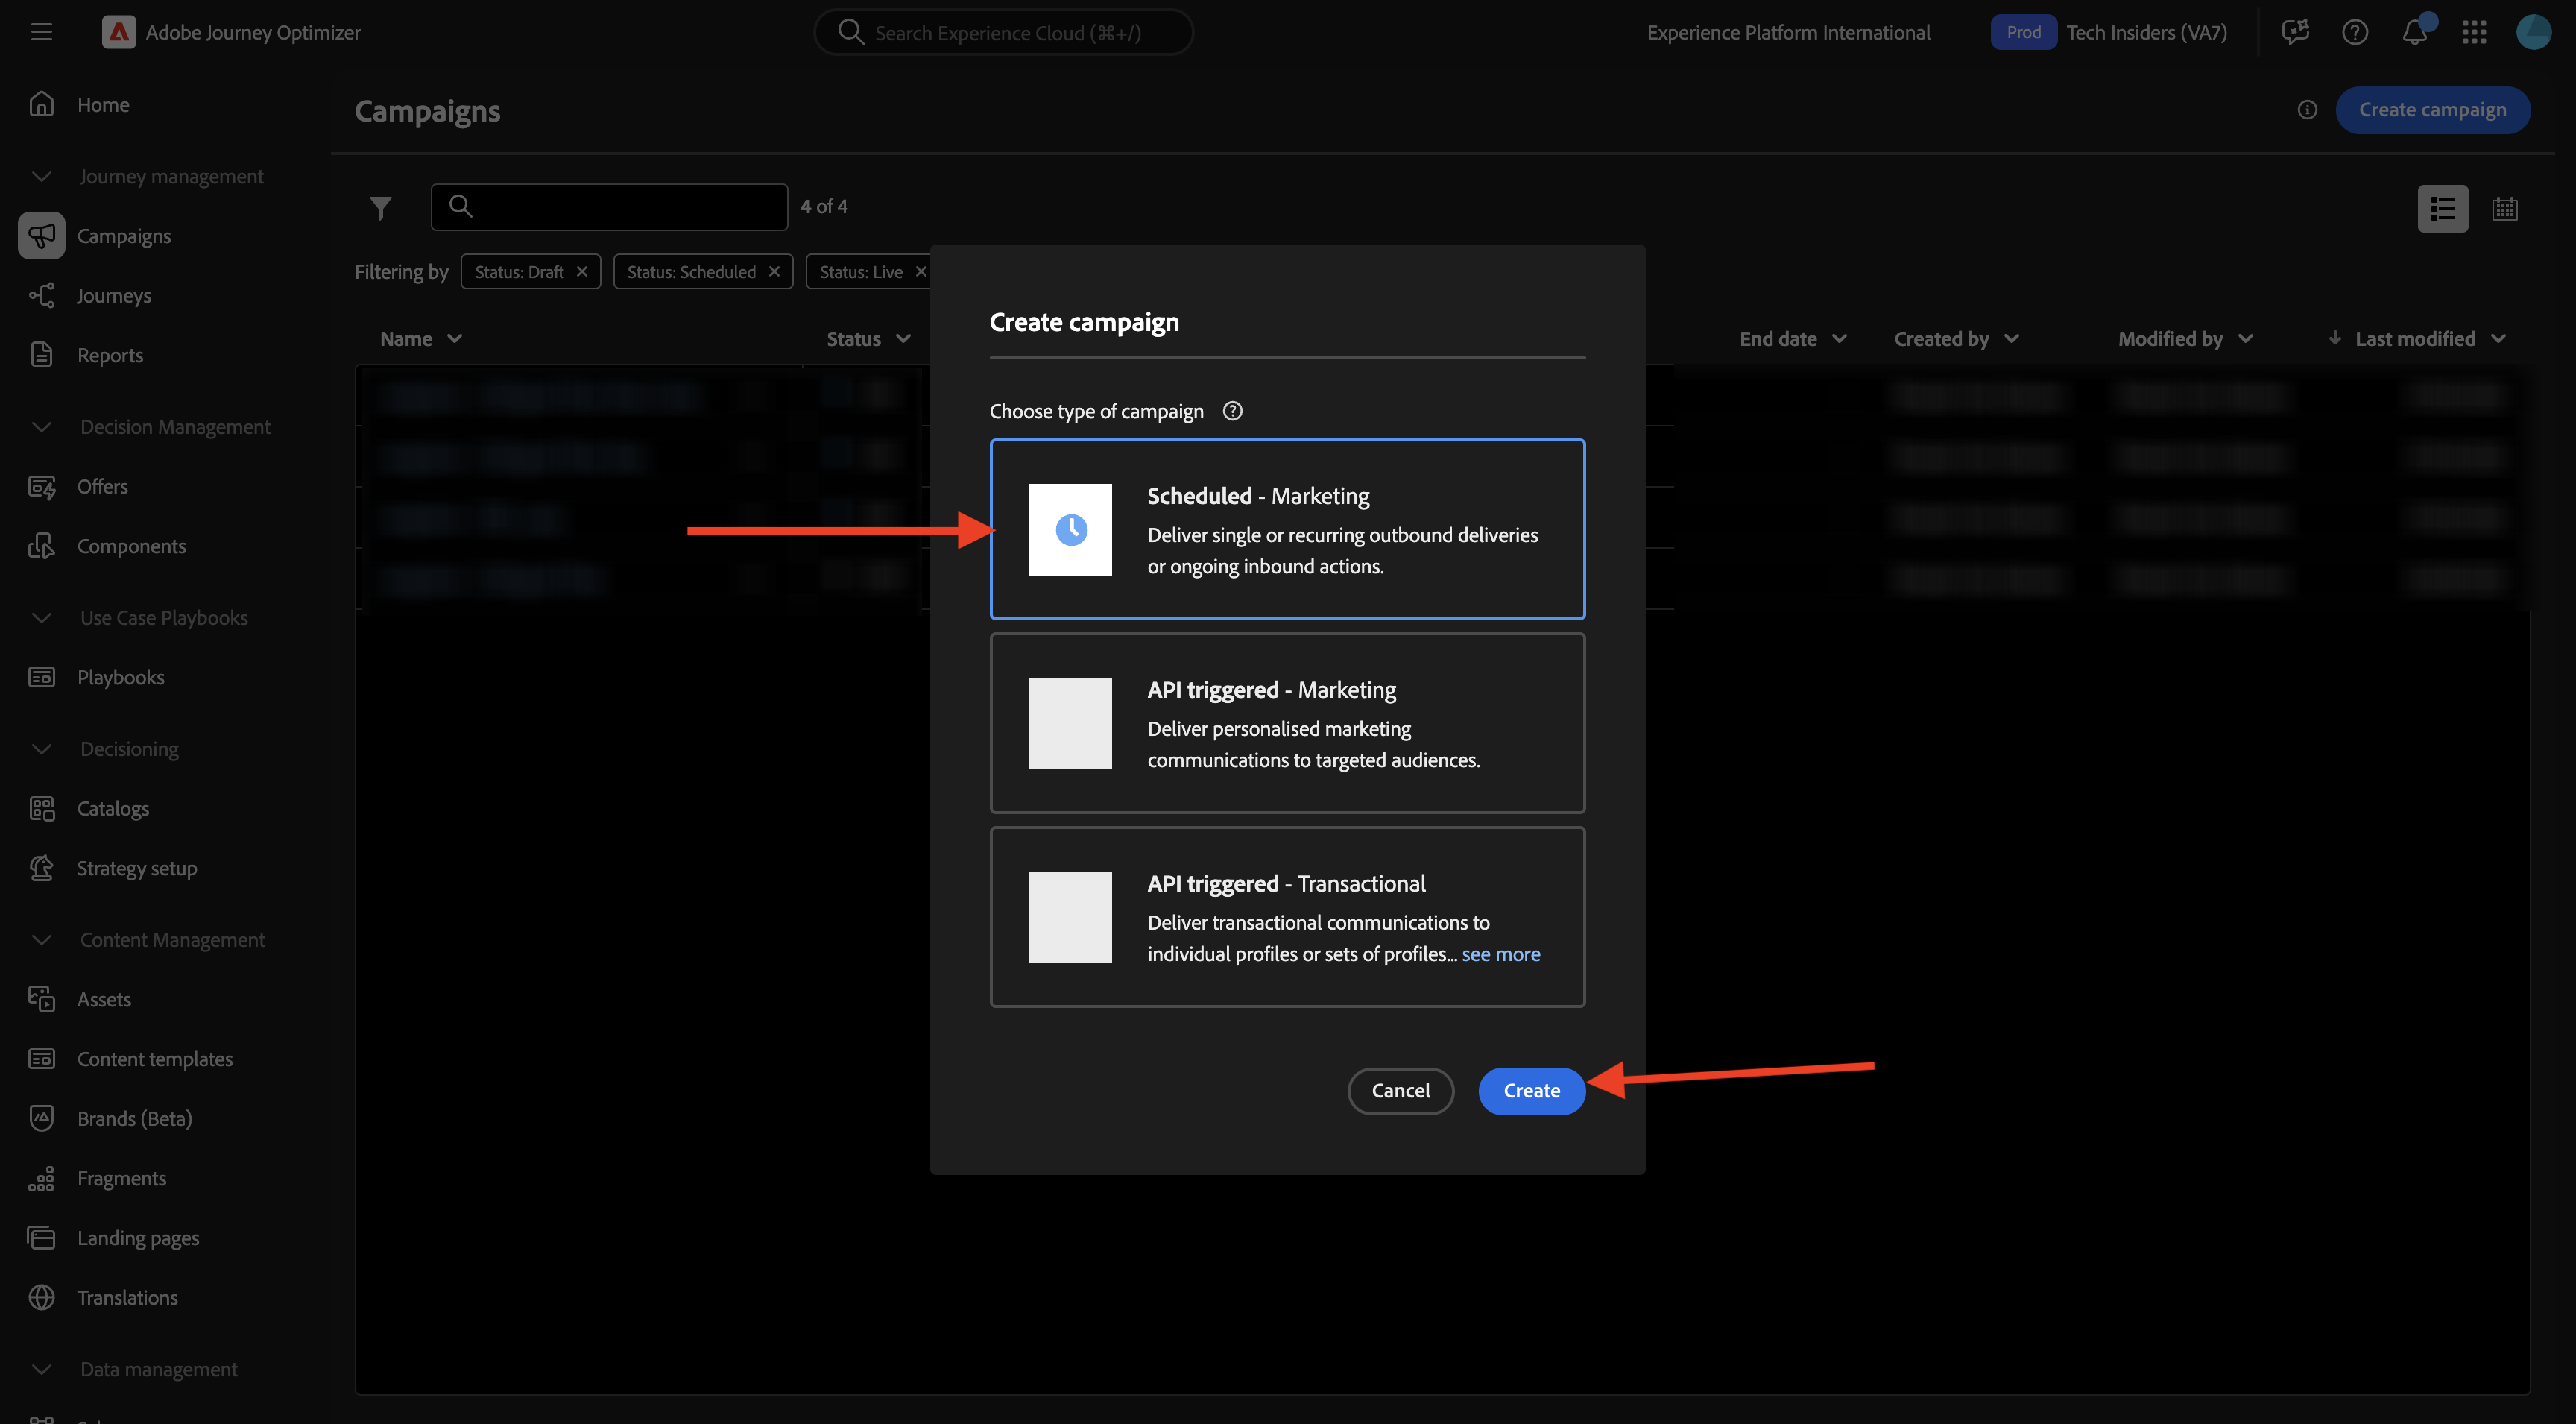 Adobe Journey Optimizer
Search Experience Cloud (⌘+/)
Experience Platform International
Prod
Tech Insiders (VA7)
Home
Journey management
Campaigns
Journeys
Reports
Decision Management
Offers
Components
Use Case Playbooks
Playbooks
Decisioning
Catalogs
Strategy setup
Content Management
Assets
Content templates
Brands (Beta)
Fragments
Landing pages
Translations
Data management
Campaigns
Create campaign
4 of 4
Filtering by
Status: Draft
Status: Scheduled
Status: Live
Name
Status
End date
Created by
Modified by
Last modified
Create campaign
Choose type of campaign
Scheduled - Marketing
Deliver single or recurring outbound deliveries
or ongoing inbound actions.
API triggered - Marketing
Deliver personalised marketing
communications to targeted audiences.
API triggered - Transactional
Deliver transactional communications to
individual profiles or sets of profiles... see more
Cancel
Create